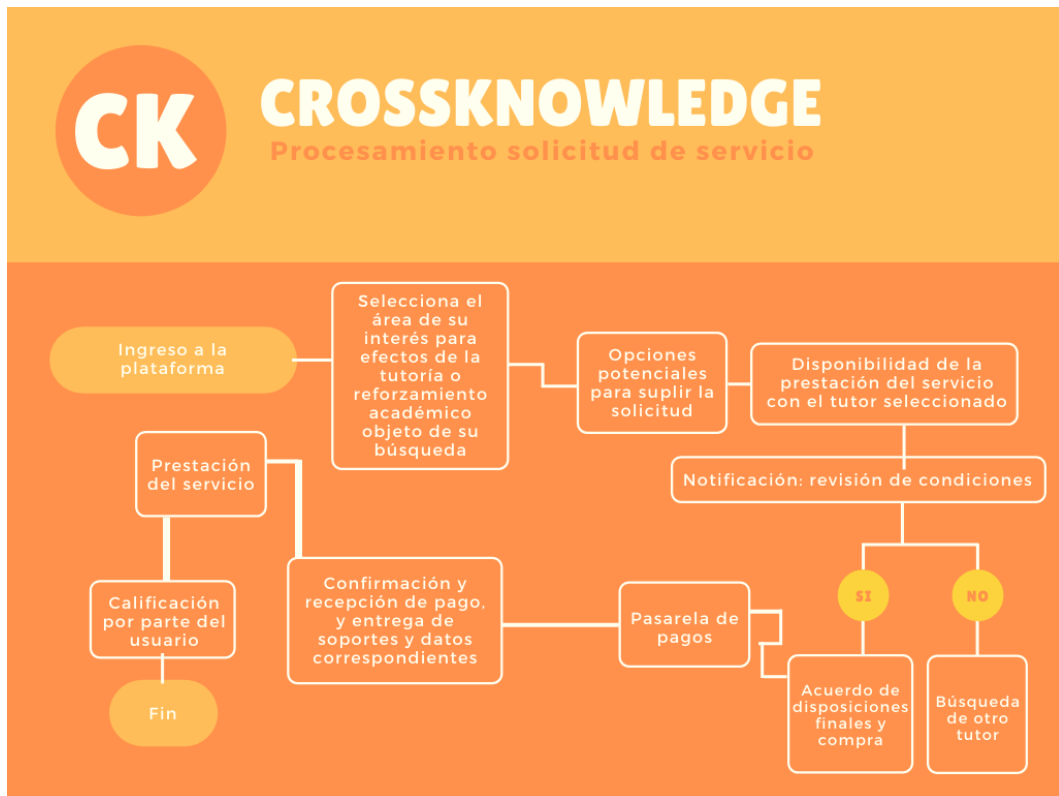 CK
CROSSKNOWLEDGE
Procesamiento solicitud de servicio
Ingreso a la
plataforma
Selecciona el
área de su
interés para
efectos de la
tutoría o
reforzamiento
académico
objeto de su
búsqueda
Opciones
potenciales
para suplir la
solicitud
Disponibilidad de la
prestación del servicio
con el tutor seleccionado
Notificación: revisión de condiciones
SI
NO
Acuerdo de
disposiciones
finales y
compra
Búsqueda
de otro
tutor
Pasarela de
pagos
Confirmación y
recepción de pago,
y entrega de
soportes y datos
correspondientes
Prestación
del servicio
Calificación
por parte del
usuario
Fin